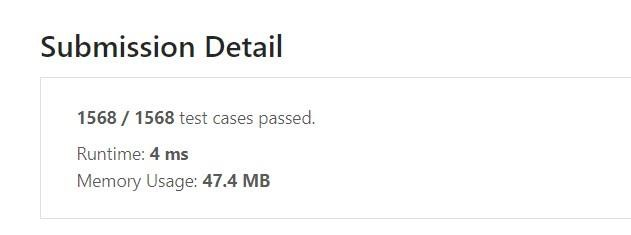 Submission Detail
1568 / 1568 test cases passed.
Runtime: 4 ms
Memory Usage: 47.4 MB